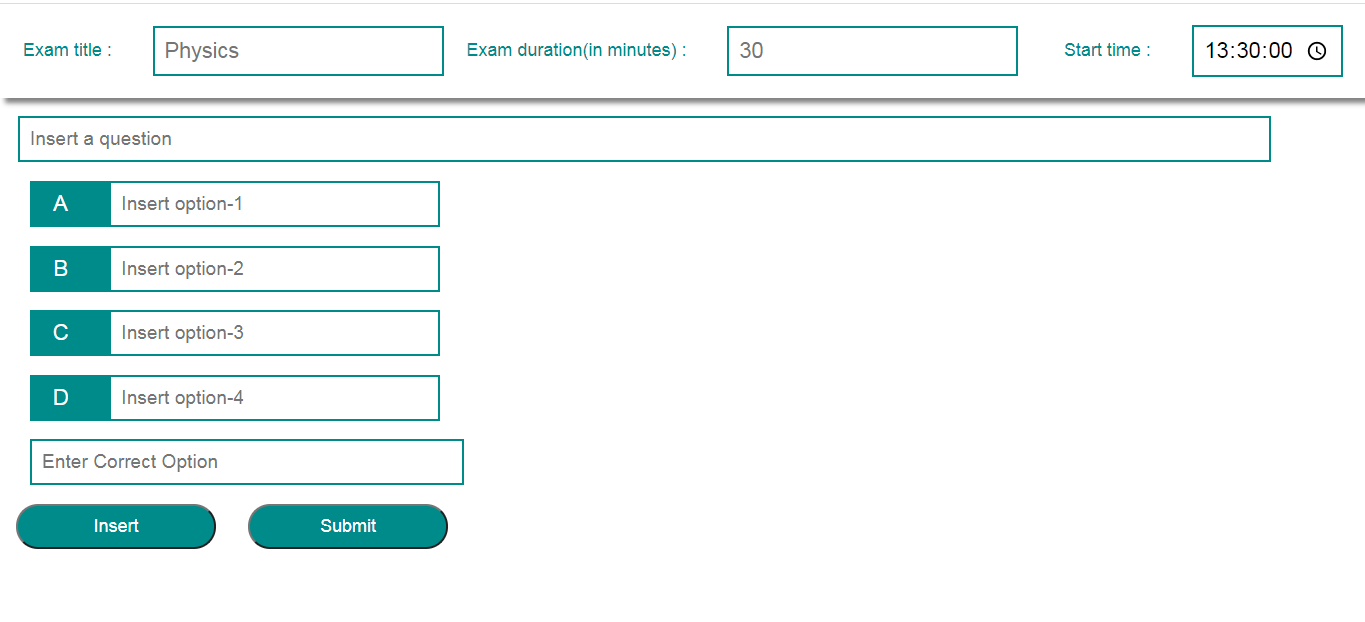 Exam title : Physics Exam duration(in minutes) : 30 Start time : 13:30:00
Insert a question
A Insert option-1
B Insert option-2
C Insert option-3
D Insert option-4
Enter Correct Option
Insert Submit